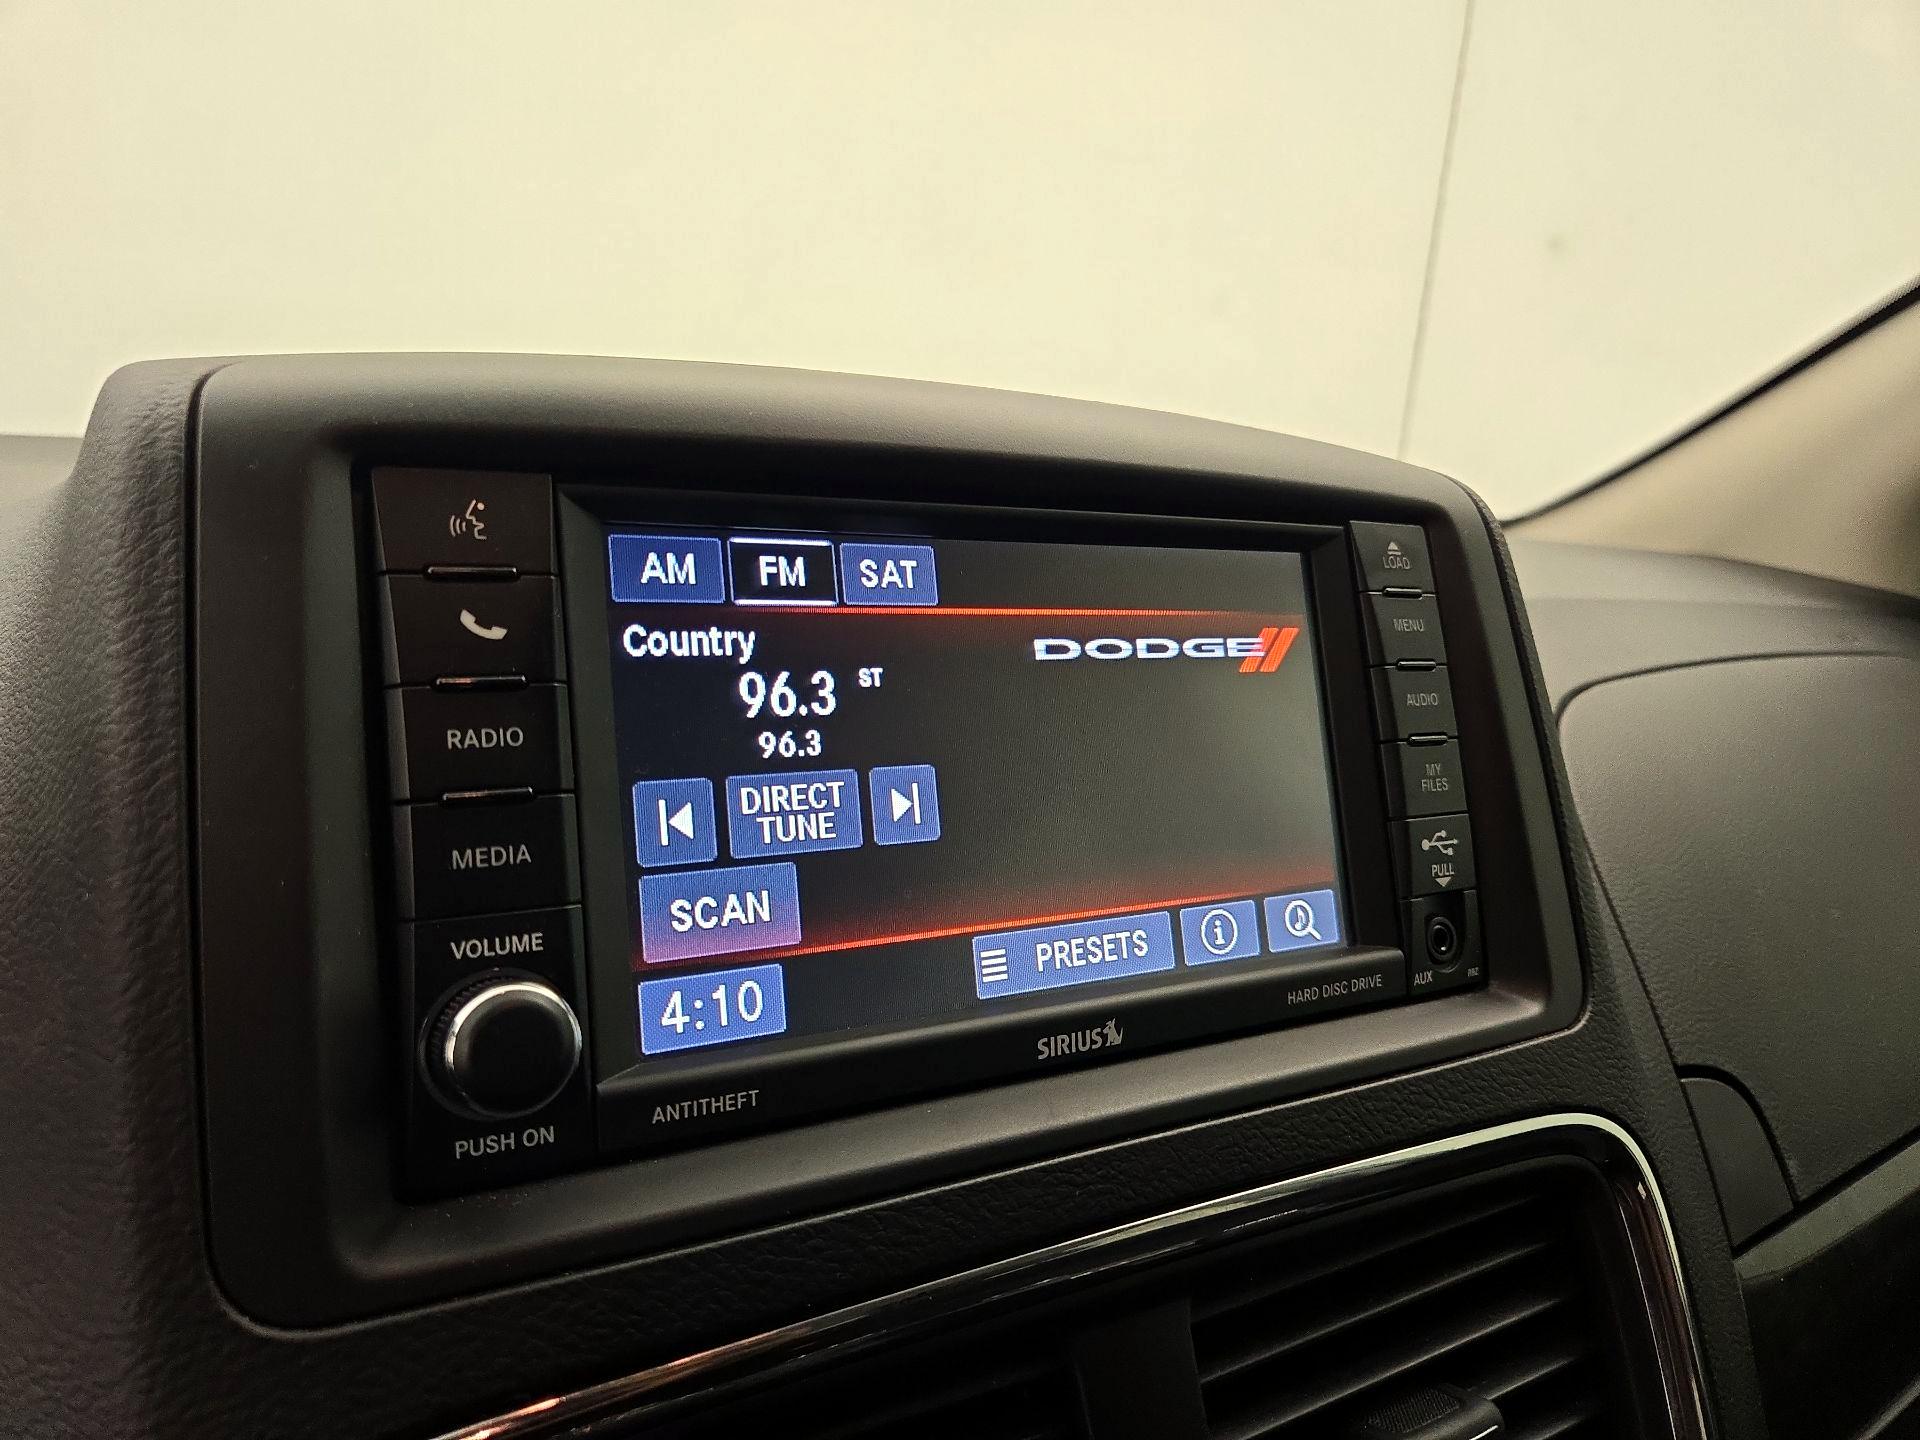 AM
FM
SAT
Country
DODGE
96.3 ST
96.3
DIRECT
TUNE
SCAN
4:10
PRESETS
RADIO
MEDIA
VOLUME
PUSH ON
LOAD
MENU
AUDIO
MY
FILES
PULL
AUX
RBZ
HARD DISC DRIVE
SIRIUS
ANTITHEFT